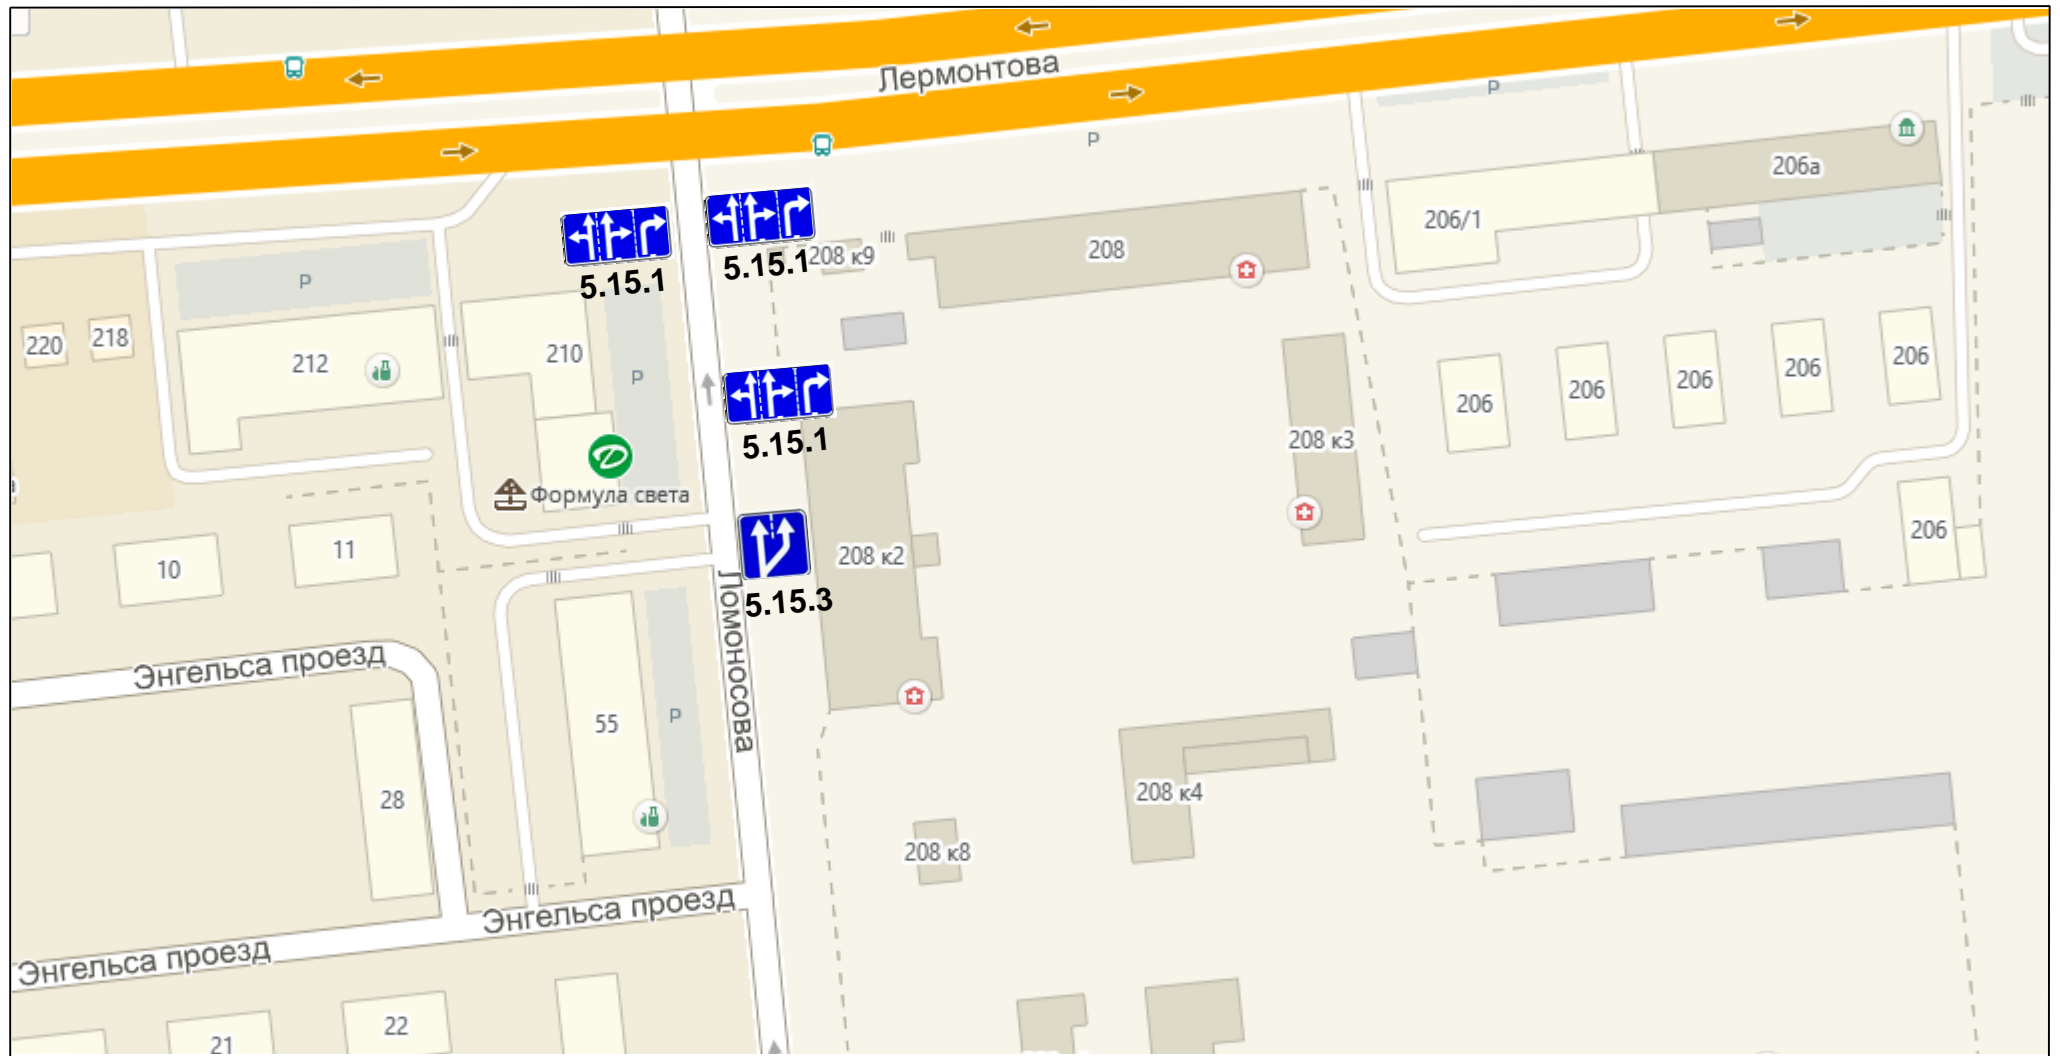 Лермонтова
P
P
206а
206/1
5.15.1
5.15.1
208 к9
208
P
220
218
212
210
P
206
206
206
206
206
5.15.1
208 к3
Формула света
10
11
208 к2
206
5.15.3
Ломоносова
Энгельса проезд
55
P
28
208 к4
208 к8
Энгельса проезд
Энгельса проезд
21
22